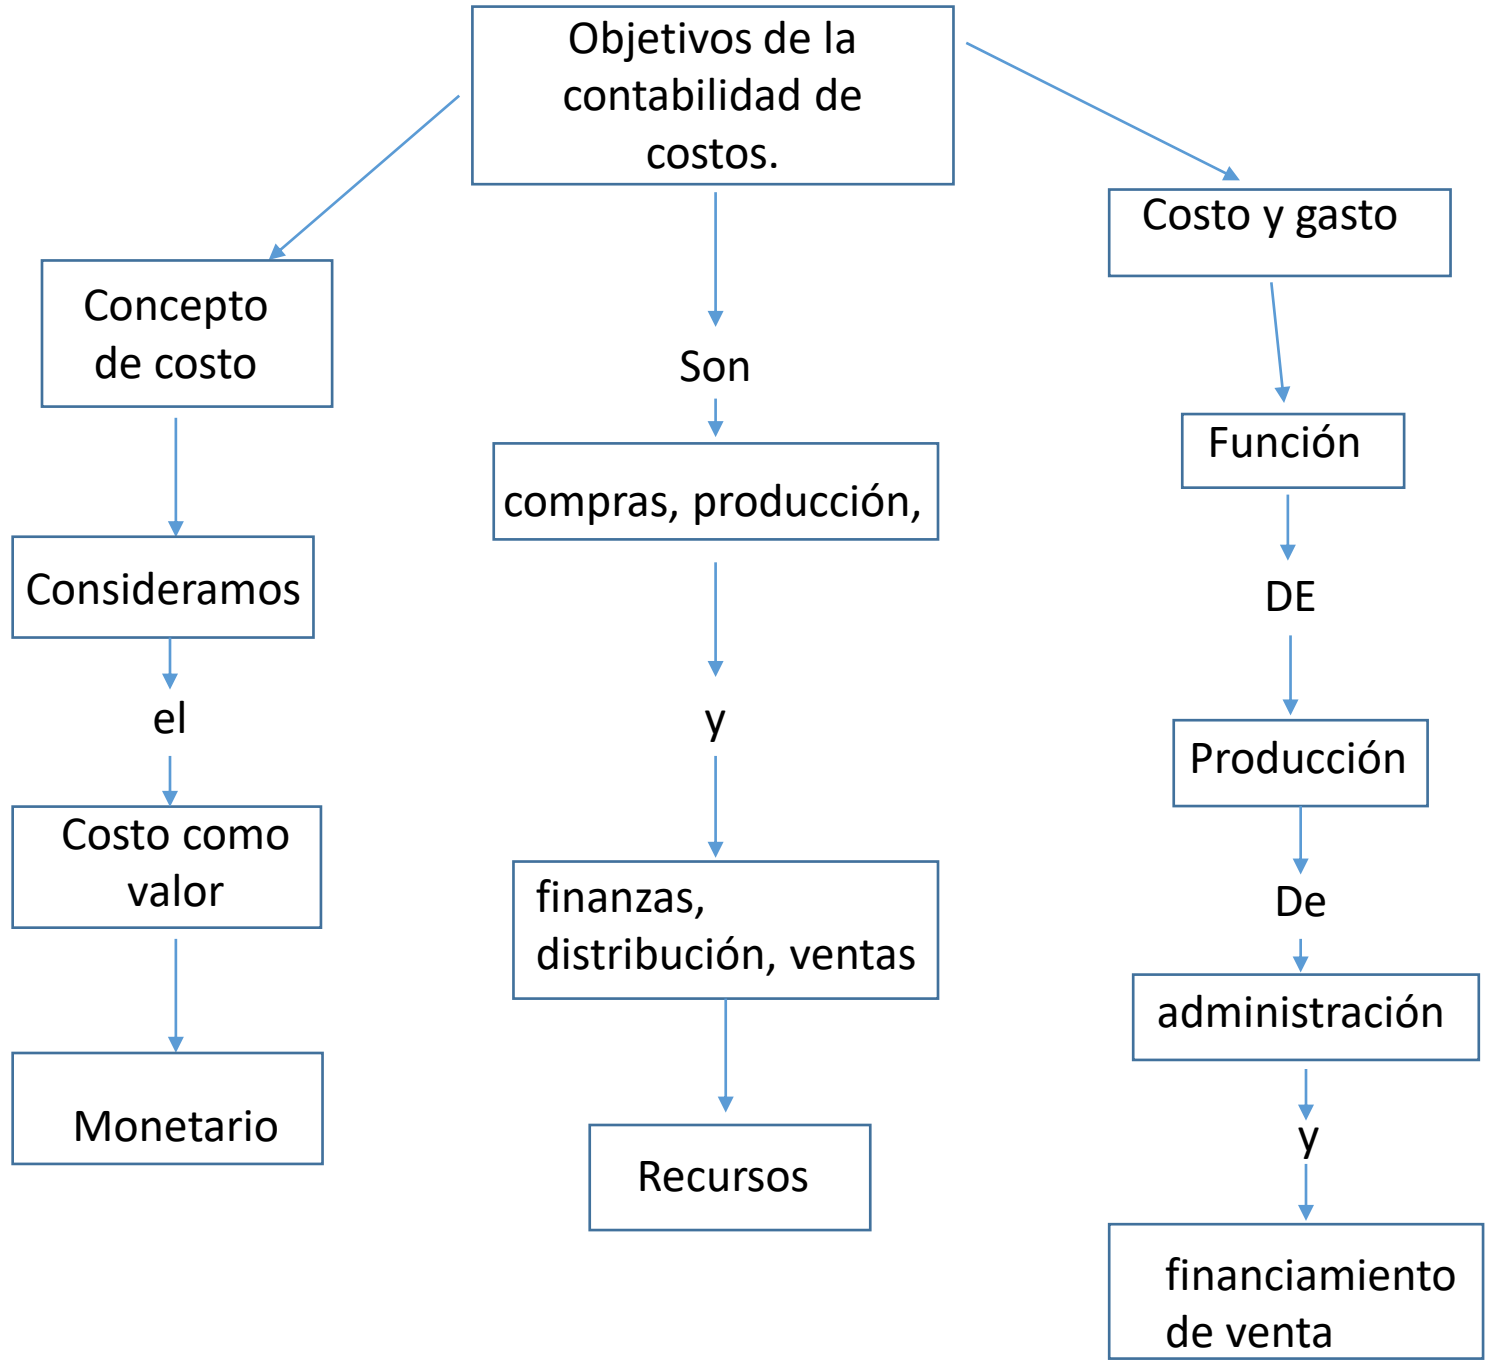 Objetivos de la
contabilidad de
costos.
Concepto
de costo
Consideramos
el
Costo como
valor
Monetario
Son
compras, producción,
y
finanzas,
distribución, ventas
Recursos
Costo y gasto
Función
DE
Producción
De
administración
y
financiamiento
de venta